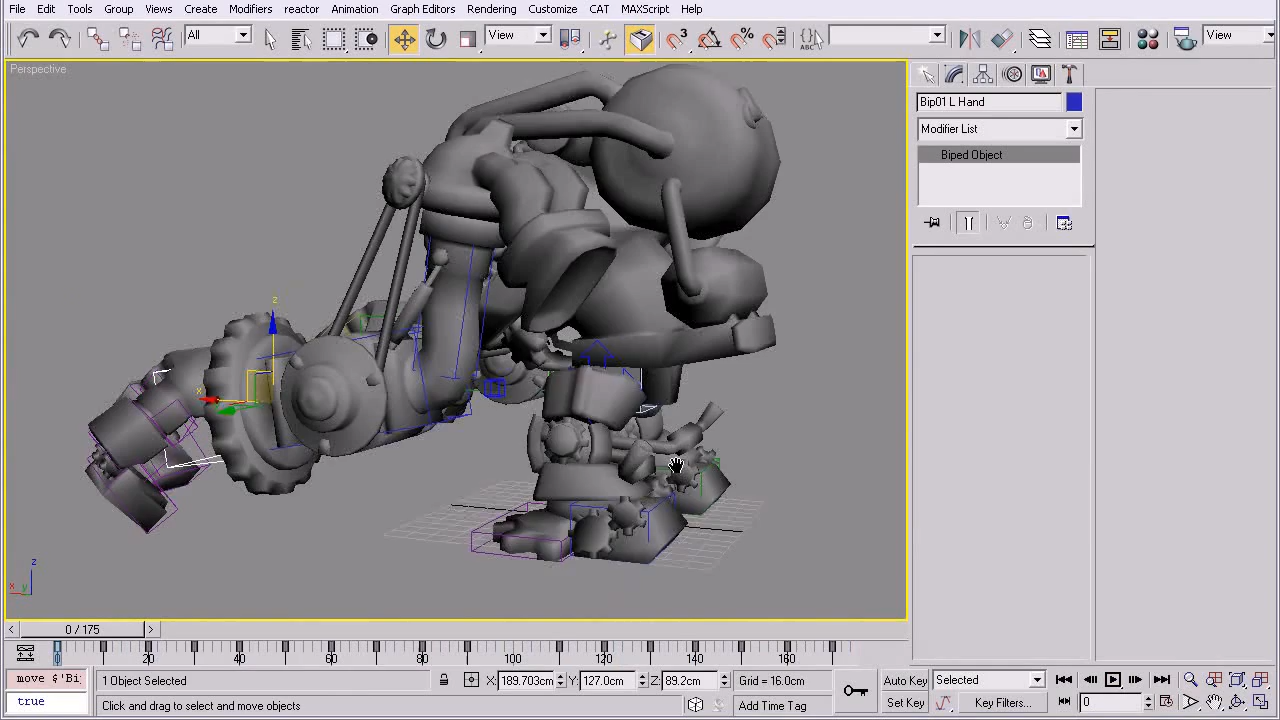 File Edit Tools Group Views Create Modifiers reactor Animation Graph Editors Rendering Customize CAT MAXScript Help
All View View
Perspective
Bip01 L Hand
Modifier List
Biped Object
z
x
z
x y
< 0 / 175 >
0 20 40 60 80 100 120 140 160
move $'Bi
true
1 Object Selected X: 189.703cm Y: 127.0cm Z: 89.2cm Grid = 16.0cm
Auto Key Selected
Click and drag to select and move objects Add Time Tag
Set Key Key Filters... 0